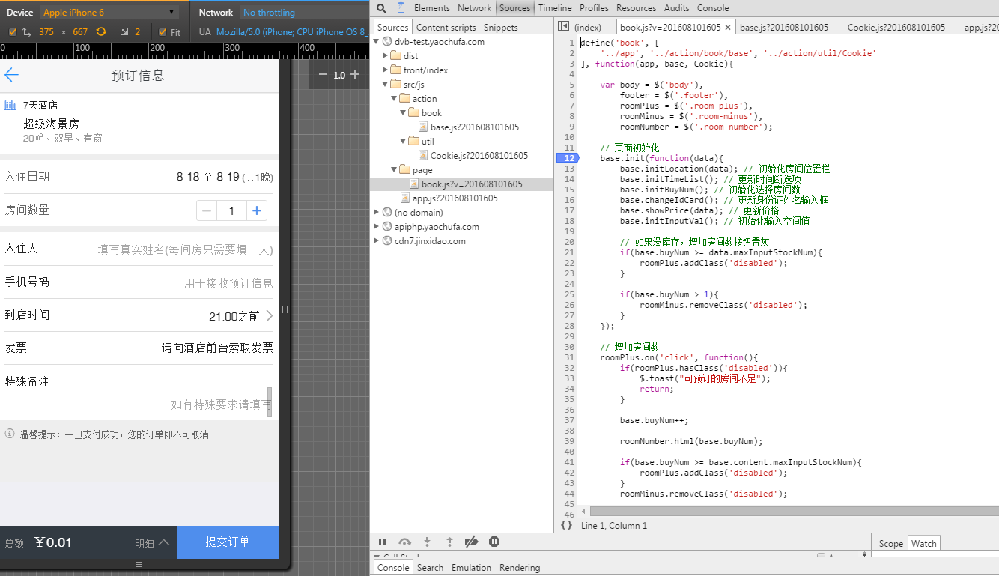 Device Apple iPhone 6 ▼
Network No throttling
375 × 667 2 Fit
UA Mozilla/5.0 (iPhone; CPU iPhone OS 8_
0 100 200 300 400
预订信息
1.0
7天酒店
超级海景房
20㎡、双早、有窗
入住日期 8-18 至 8-19 (共1晚)
房间数量 1
入住人 填写真实姓名(每间房只需要填一人)
手机号码 用于接收预订信息
到店时间 21:00之前
发票 请向酒店前台索取发票
特殊备注
如有特殊要求请填写
温馨提示：一旦支付成功，您的订单即不可取消
总额 ¥0.01 明细 提交订单
Elements Network Sources Timeline Profiles Resources Audits Console
Sources Content scripts Snippets
dvb-test.yaochufa.com
dist
front/index
src/js
action
book
base.js?201608101605
util
Cookie.js?201608101605
page
book.js?v=201608101605
app.js?201608101605
(no domain)
apiphp.yaochufa.com
cdn7.jinxidao.com
(index) book.js?v=201608101605 × base.js?201608101605 Cookie.js?201608101605 app.js?20
1 define('book', [
2 '../app', '../action/book/base', '../action/util/Cookie'
3 ], function(app, base, Cookie){
4
5 var body = $('body'),
6 footer = $('.footer'),
7 roomPlus = $('.room-plus'),
8 roomMinus = $('.room-minus'),
9 roomNumber = $('.room-number');
10
11 // 页面初始化
12 base.init(function(data){
13 base.initLocation(data); // 初始化房间位置栏
14 base.initTimeList(); // 更新时间断选项
15 base.initBuyNum(); // 初始化选择房间数
16 base.changeIdCard(); // 更新身份证姓名输入框
17 base.showPrice(data); // 更新价格
18 base.initInputVal(); // 初始化输入空间值
19
20 // 如果没库存，增加房间数按钮置灰
21 if(base.buyNum >= data.maxInputStockNum){
22 roomPlus.addClass('disabled');
23 }
24
25 if(base.buyNum > 1){
26 roomMinus.removeClass('disabled');
27 }
28 });
29
30 // 增加房间数
31 roomPlus.on('click', function(){
32 if(roomPlus.hasClass('disabled')){
33 $.toast("可预订的房间不足");
34 return;
35 }
36
37 base.buyNum++;
38
39 roomNumber.html(base.buyNum);
40
41 if(base.buyNum >= base.content.maxInputStockNum){
42 roomPlus.addClass('disabled');
43 }
44 roomMinus.removeClass('disabled');
45
46
{} Line 1, Column 1
Scope Watch
Console Search Emulation Rendering